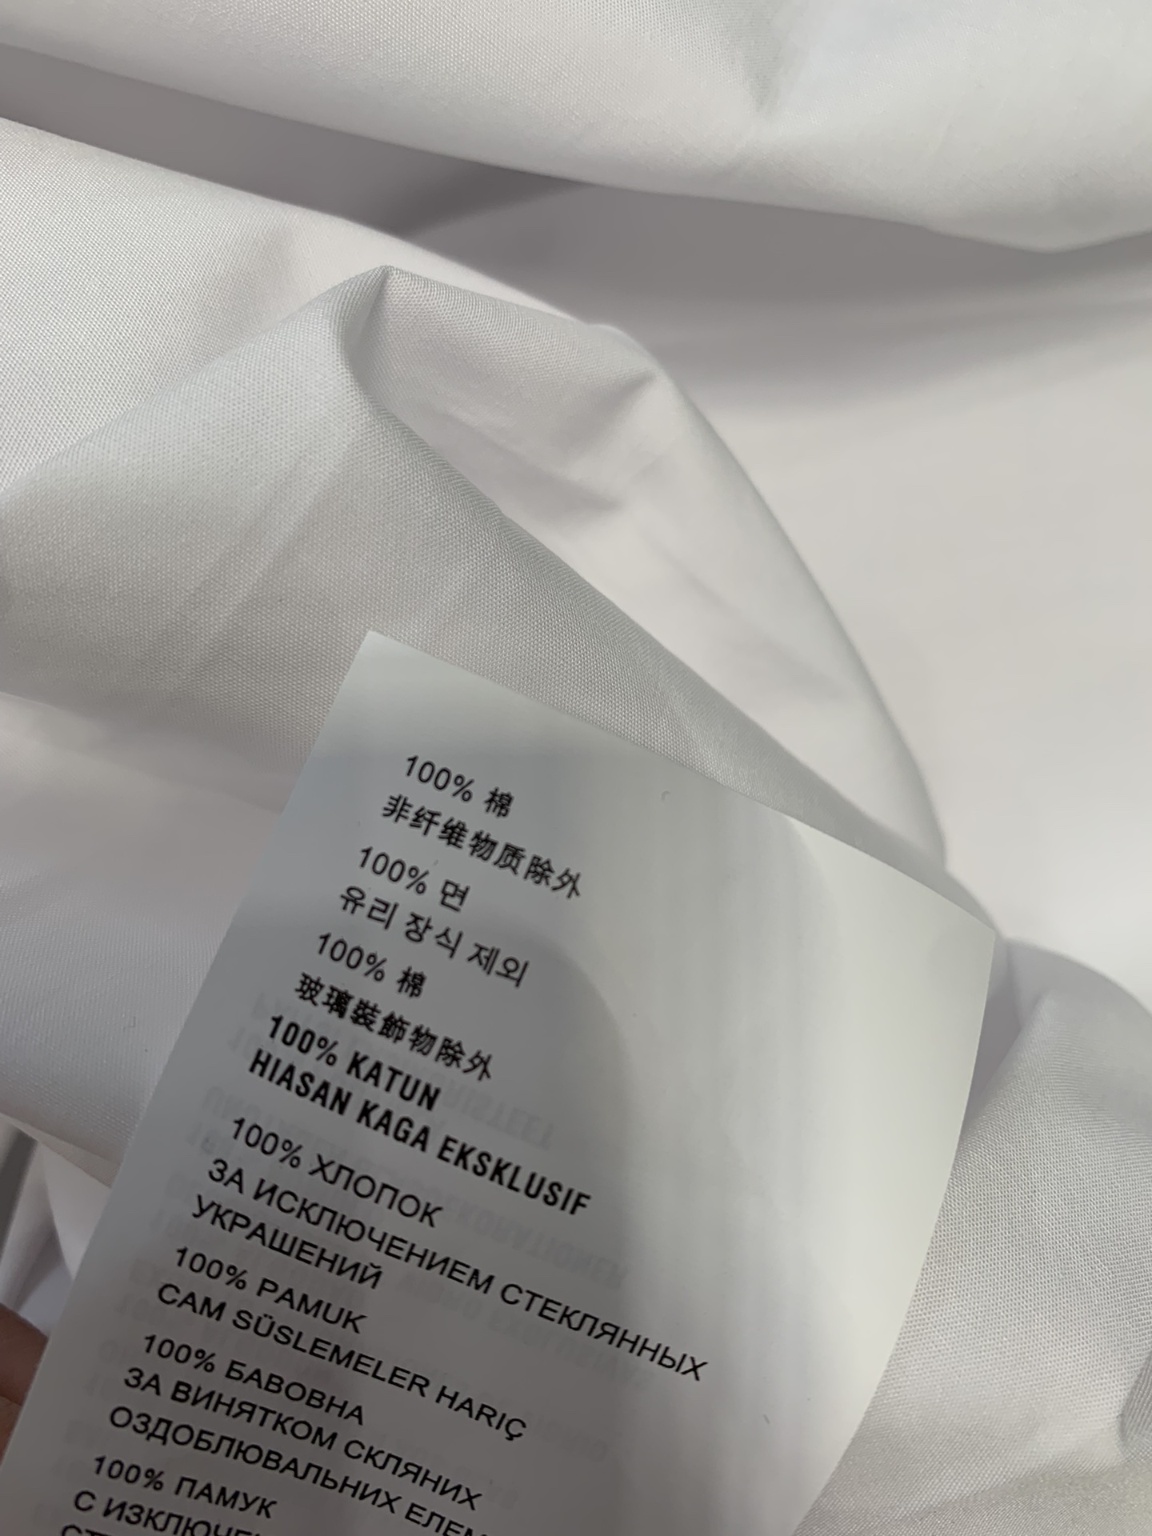 100% 棉
非纤维物质除外
100% 면
유리 장식 제외
100% 棉
玻璃裝飾物除外
100% KATUN
HIASAN KAGA EKSKLUSIF
100% ХЛОПОК
ЗА ИСКЛЮЧЕНИЕМ СТЕКЛЯННЫХ
УКРАШЕНИЙ
100% PAMUK
CAM SÜSLEMELER HARIÇ
100% БАВОВНА
ЗА ВИНЯТКОМ СКЛЯНИХ
ОЗДОБЛЮВАЛЬНИХ
100% ПАМУК
С